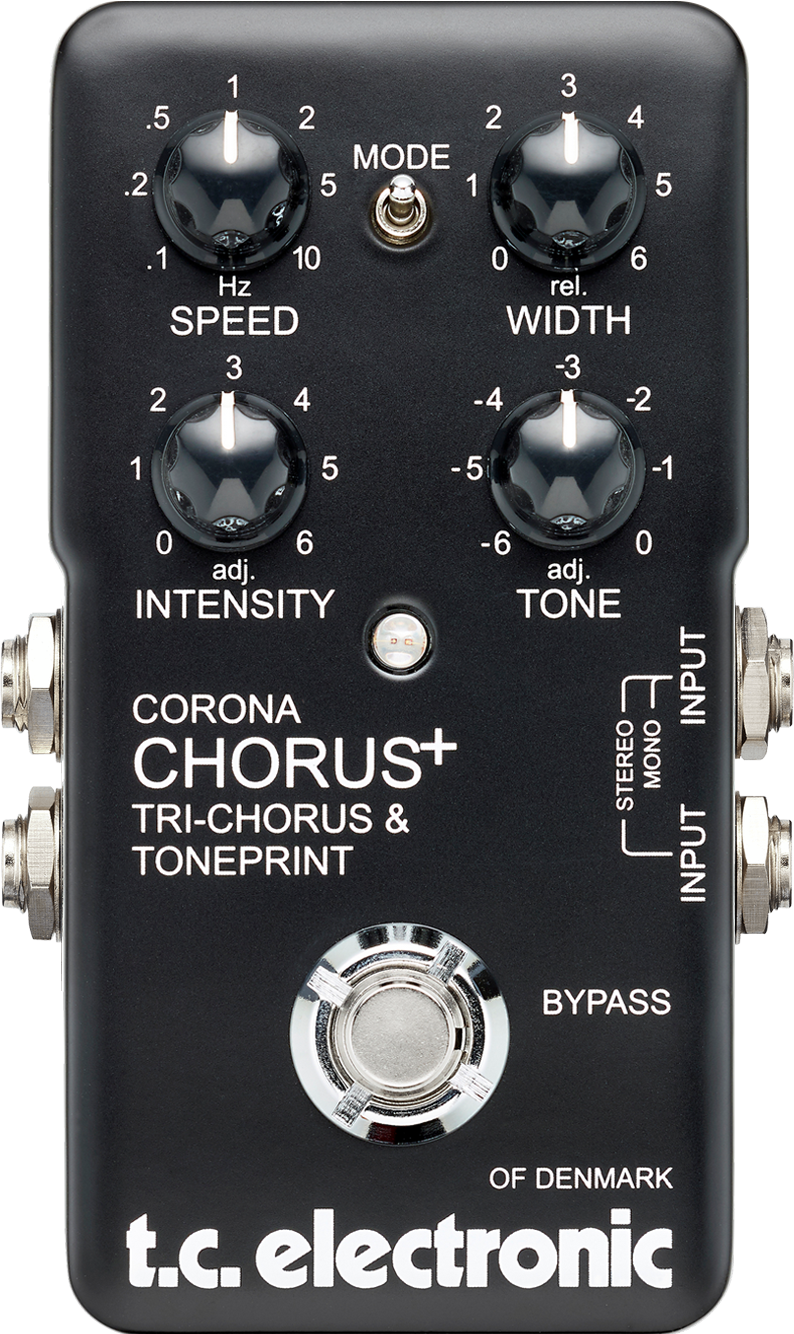 1
.5 2
.2 5
.1 10
Hz
SPEED
MODE
3
2 4
1 5
0 6
rel.
WIDTH
3
2 4
1 5
0 6
adj.
INTENSITY
-3
-4 -2
-5 -1
-6 0
adj.
TONE
CORONA
CHORUS+
TRI-CHORUS &
TONEPRINT
INPUT
STEREO
MONO
INPUT
BYPASS
OF DENMARK
t.c. electronic